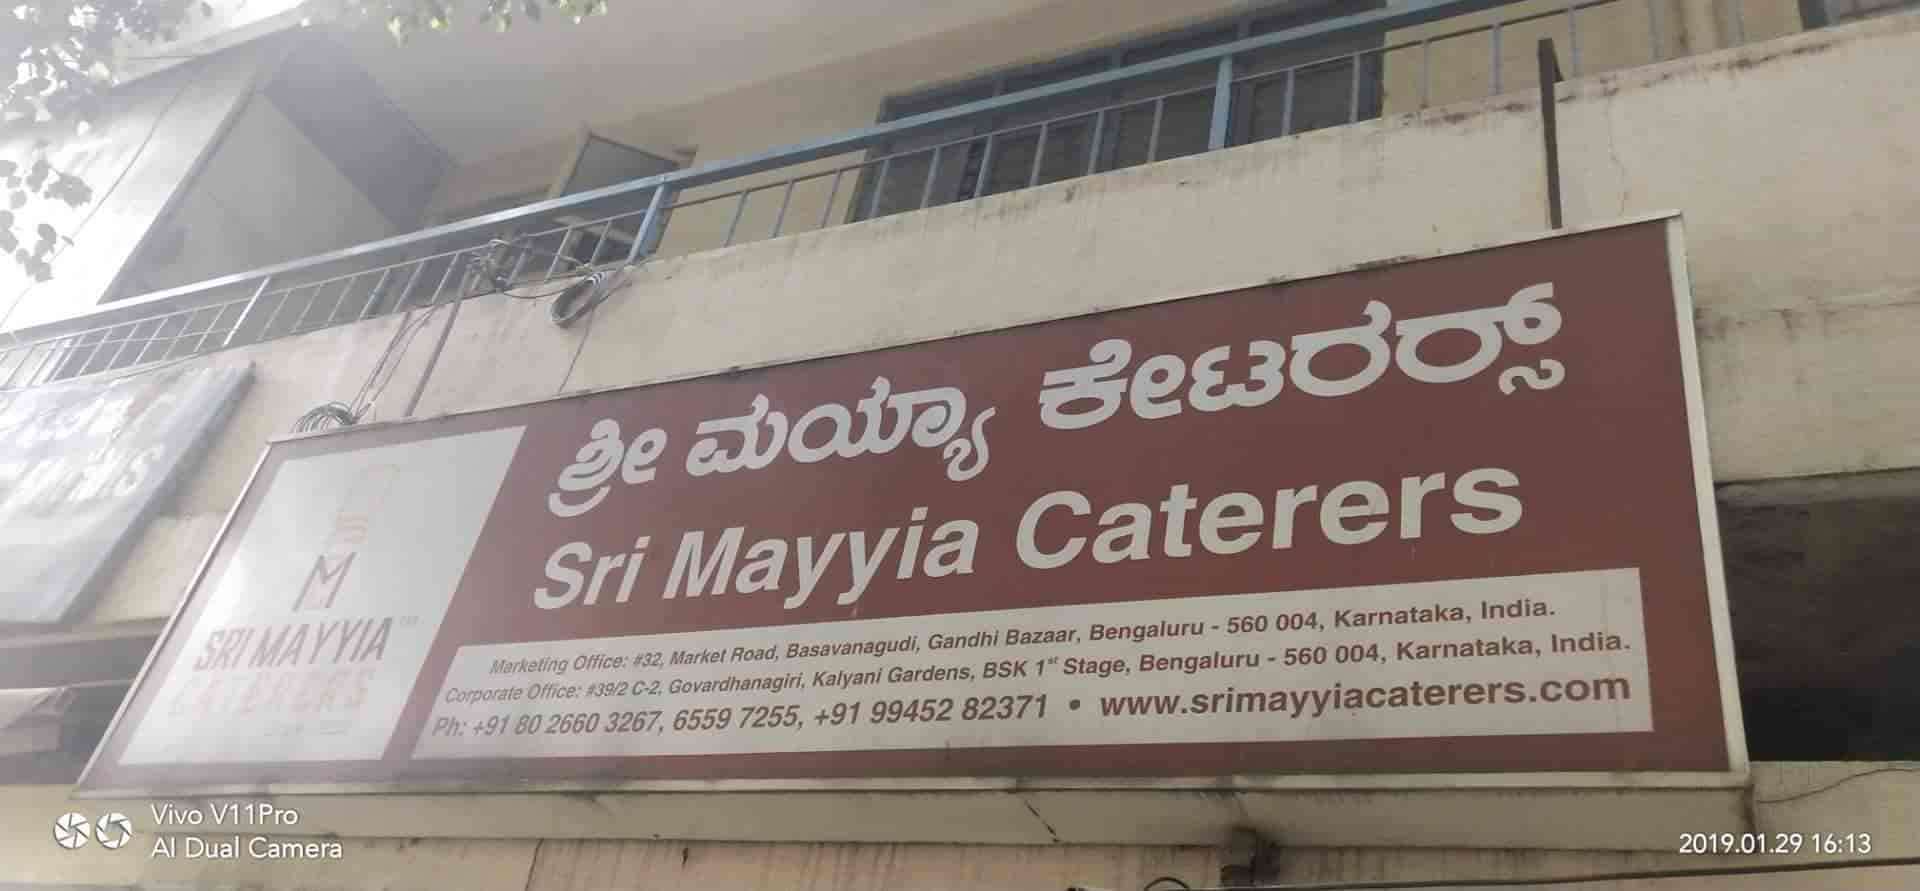 ಶ್ರೀ ಮಯ್ಯಾ ಕೇಟರರ್ಸ್
Sri Mayyia Caterers
M
SRI MAYYIA
CATERERS
Marketing Office: #32, Market Road, Basavanagudi, Gandhi Bazaar, Bengaluru - 560 004, Karnataka, India.
Corporate Office: #39/2 C-2, Govardhanagiri, Kalyani Gardens, BSK 1st Stage, Bengaluru - 560 004, Karnataka, India.
Ph: +91 80 2660 3267, 6559 7255, +91 99452 82371 • www.srimayyiacaterers.com
Vivo V11Pro
AI Dual Camera
2019.01.29 16:13